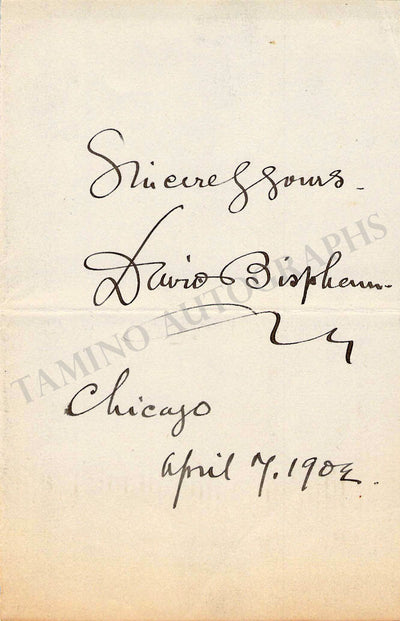 Sincerely yours
David Bispham
TAMINO AUTOGRAPHS
Chicago
April 7. 1902.